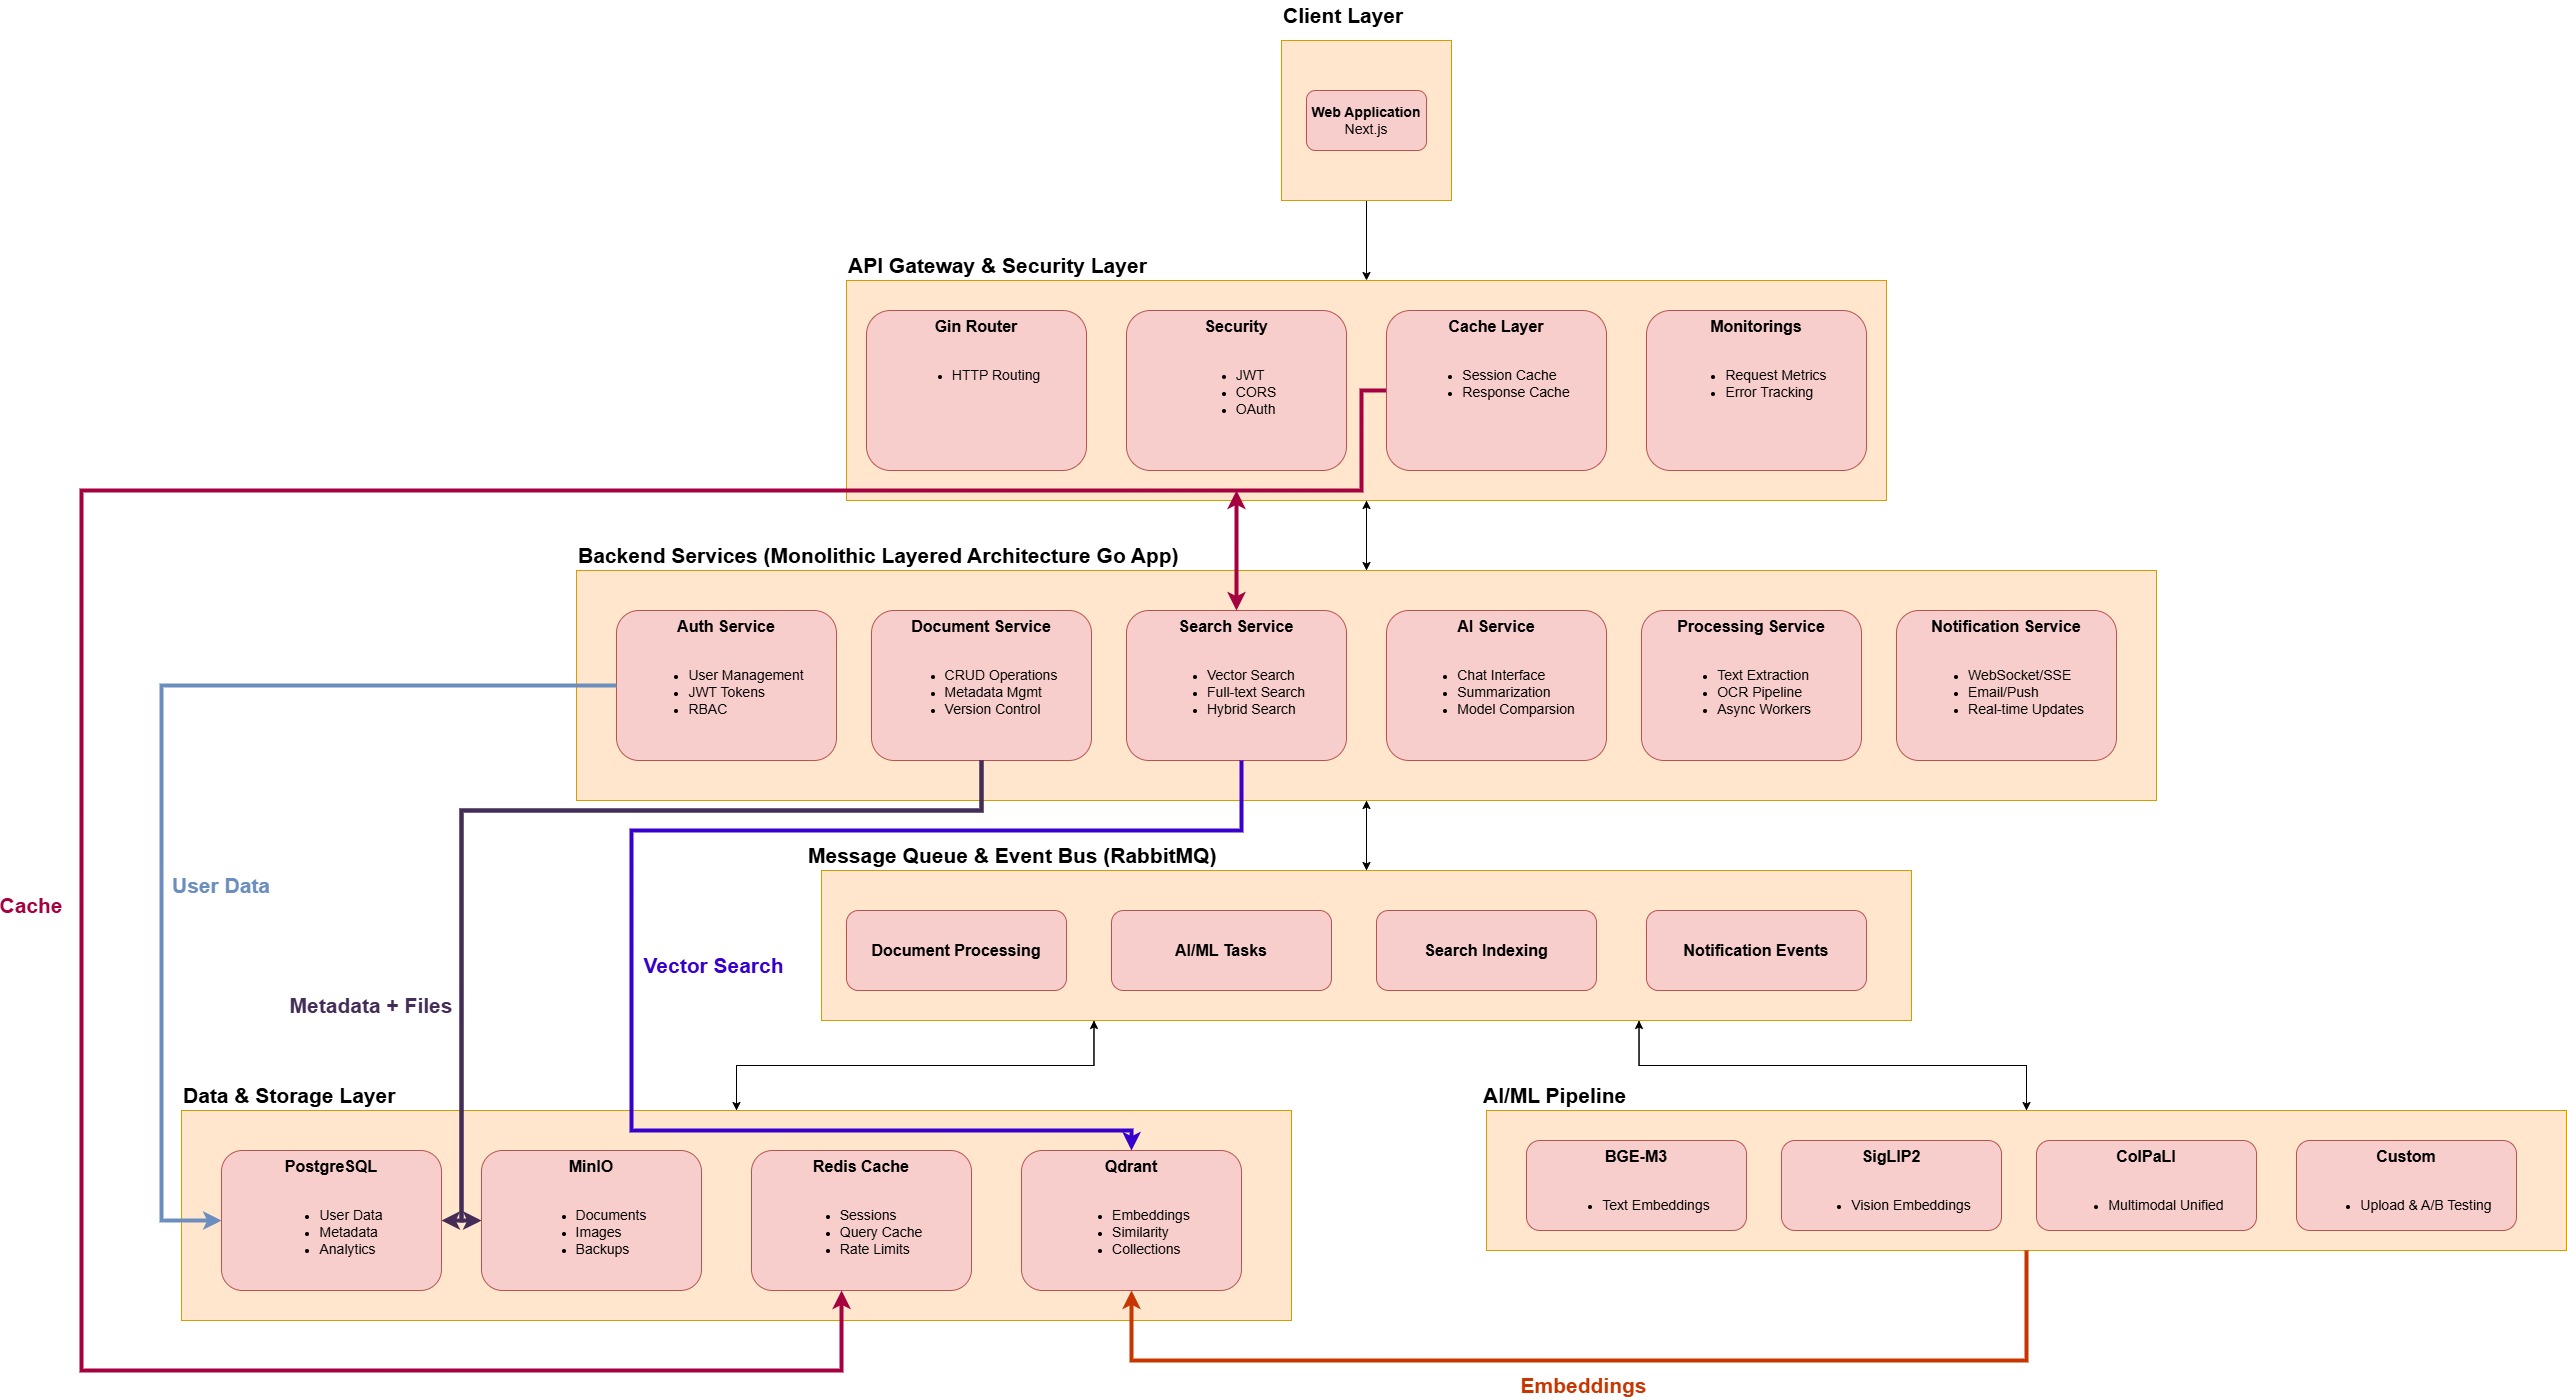 Client Layer
Web Application
Next.js
API Gateway & Security Layer
Gin Router
HTTP Routing
Security
JWT
CORS
OAuth
Cache Layer
Session Cache
Response Cache
Monitorings
Request Metrics
Error Tracking
Backend Services (Monolithic Layered Architecture Go App)
Auth Service
User Management
JWT Tokens
RBAC
Document Service
CRUD Operations
Metadata Mgmt
Version Control
Search Service
Vector Search
Full-text Search
Hybrid Search
AI Service
Chat Interface
Summarization
Model Comparsion
Processing Service
Text Extraction
OCR Pipeline
Async Workers
Notification Service
WebSocket/SSE
Email/Push
Real-time Updates
User Data
Cache
Metadata + Files
Vector Search
Message Queue & Event Bus (RabbitMQ)
Document Processing
AI/ML Tasks
Search Indexing
Notification Events
Data & Storage Layer
PostgreSQL
User Data
Metadata
Analytics
MinIO
Documents
Images
Backups
Redis Cache
Sessions
Query Cache
Rate Limits
Qdrant
Embeddings
Similarity
Collections
AI/ML Pipeline
BGE-M3
Text Embeddings
SigLIP2
Vision Embeddings
ColPaLI
Multimodal Unified
Custom
Upload & A/B Testing
Embeddings